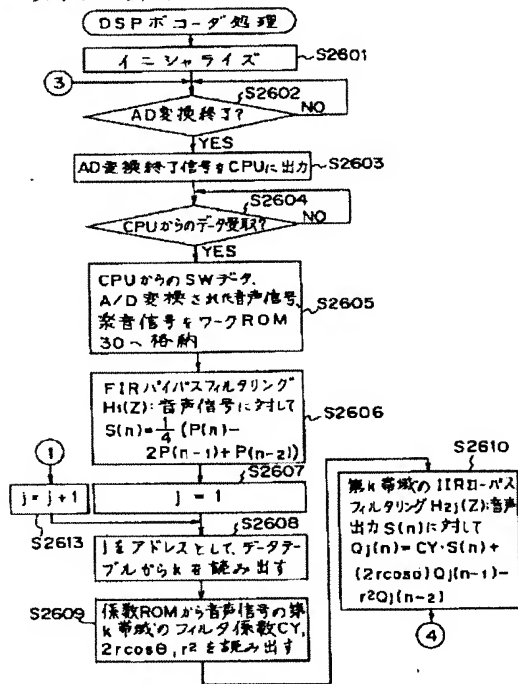 DSPボコーダ処理
イニシャライズ
S2601
③
S2602
AD変換終了?
NO
YES
AD変換終了信号をCPUに出力
S2603
S2604
CPUからのデータ受取?
NO
YES
CPUからのSWデータ、
A/D変換された音声信号、
楽音信号をワークROM
30へ格納
S2605
FIRハイパスフィルタリング
H1(Z):音声信号に対して
S(n)=1/4 (P(n)-
2P(n-1)+P(n-2))
S2606
①
S2607
j=j+1
j = 1
S2613
S2608
jをアドレスとして、データテー
ブルからkを読み出す
S2609
係数ROMから音声信号の第
k帯域のフィルタ係数CY,
2rcosθ, r²を読み出す
S2610
第k帯域のIIRローパス
フィルタリングH2j(Z):音声
出力S(n)に対して
Qj(n)=CY・S(n)+
(2rcosθ)Qj(n-1)-
r²Qj(n-2)
④